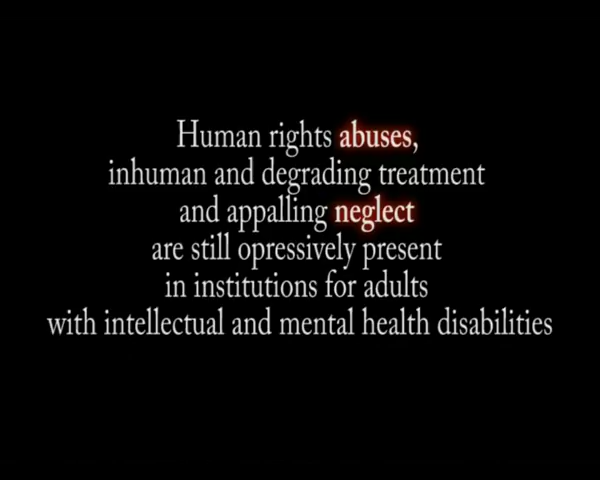 Human rights abuses,
inhuman and degrading treatment
and appalling neglect
are still opressively present
in institutions for adults
with intellectual and mental health disabilities